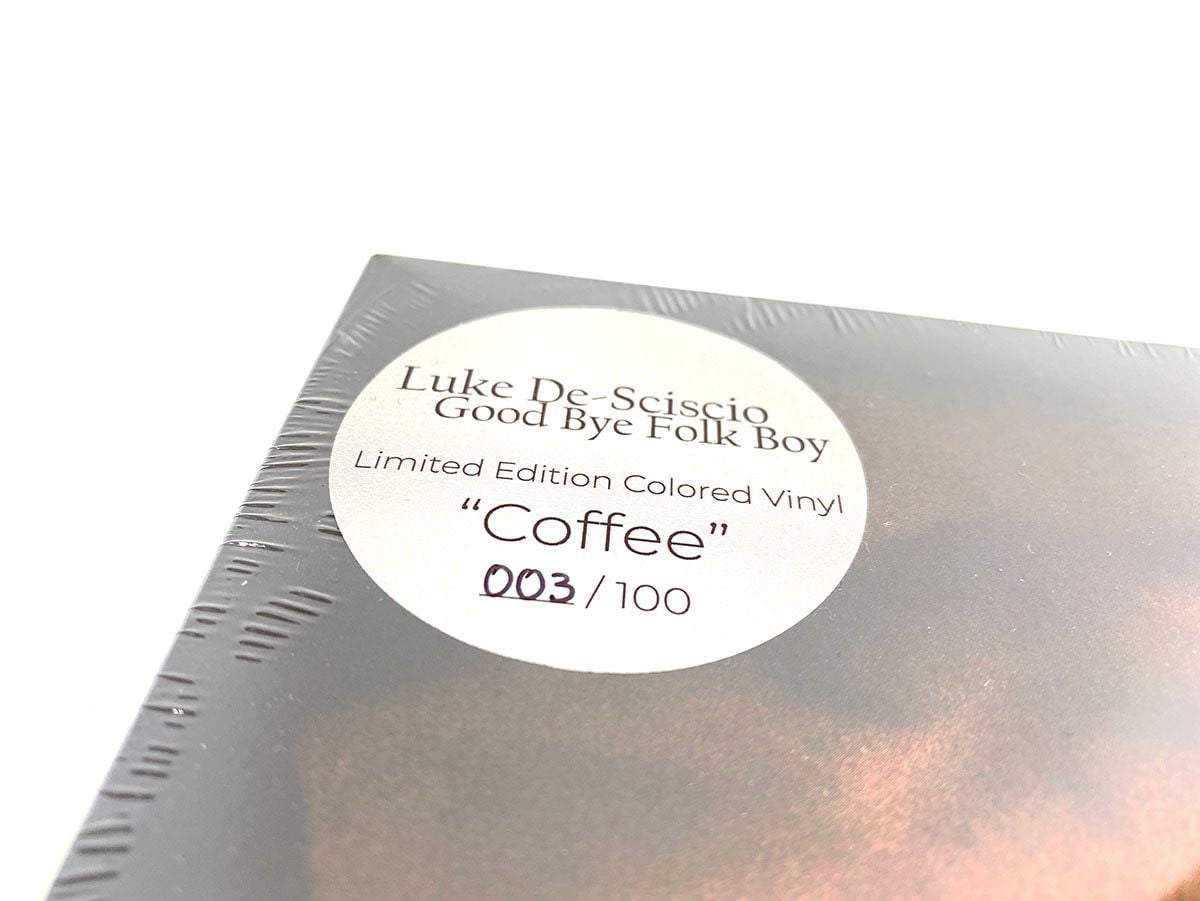 Luke De-Sciscio
Good Bye Folk Boy
Limited Edition Colored Vinyl
“Coffee”
003 / 100